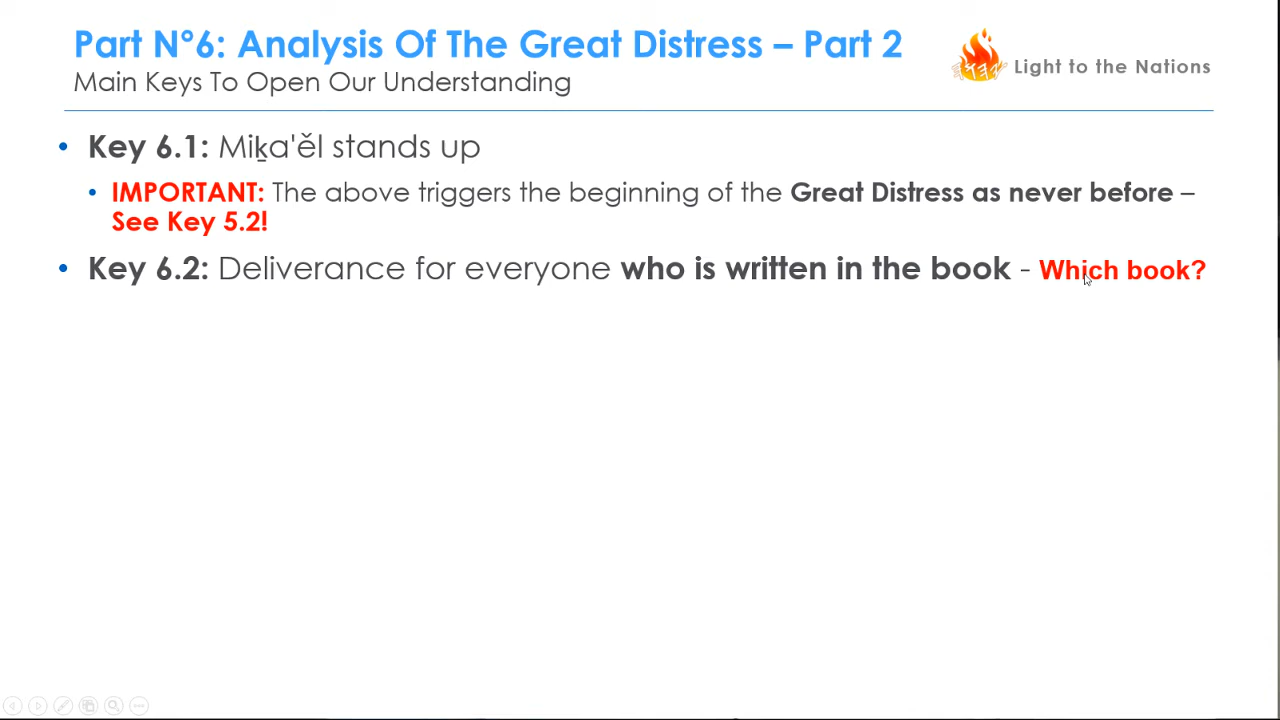 Part N°6: Analysis Of The Great Distress – Part 2
Main Keys To Open Our Understanding
Light to the Nations
• Key 6.1: Miḵa'ěl stands up
• IMPORTANT: The above triggers the beginning of the Great Distress as never before –
See Key 5.2!
• Key 6.2: Deliverance for everyone who is written in the book - Which book?